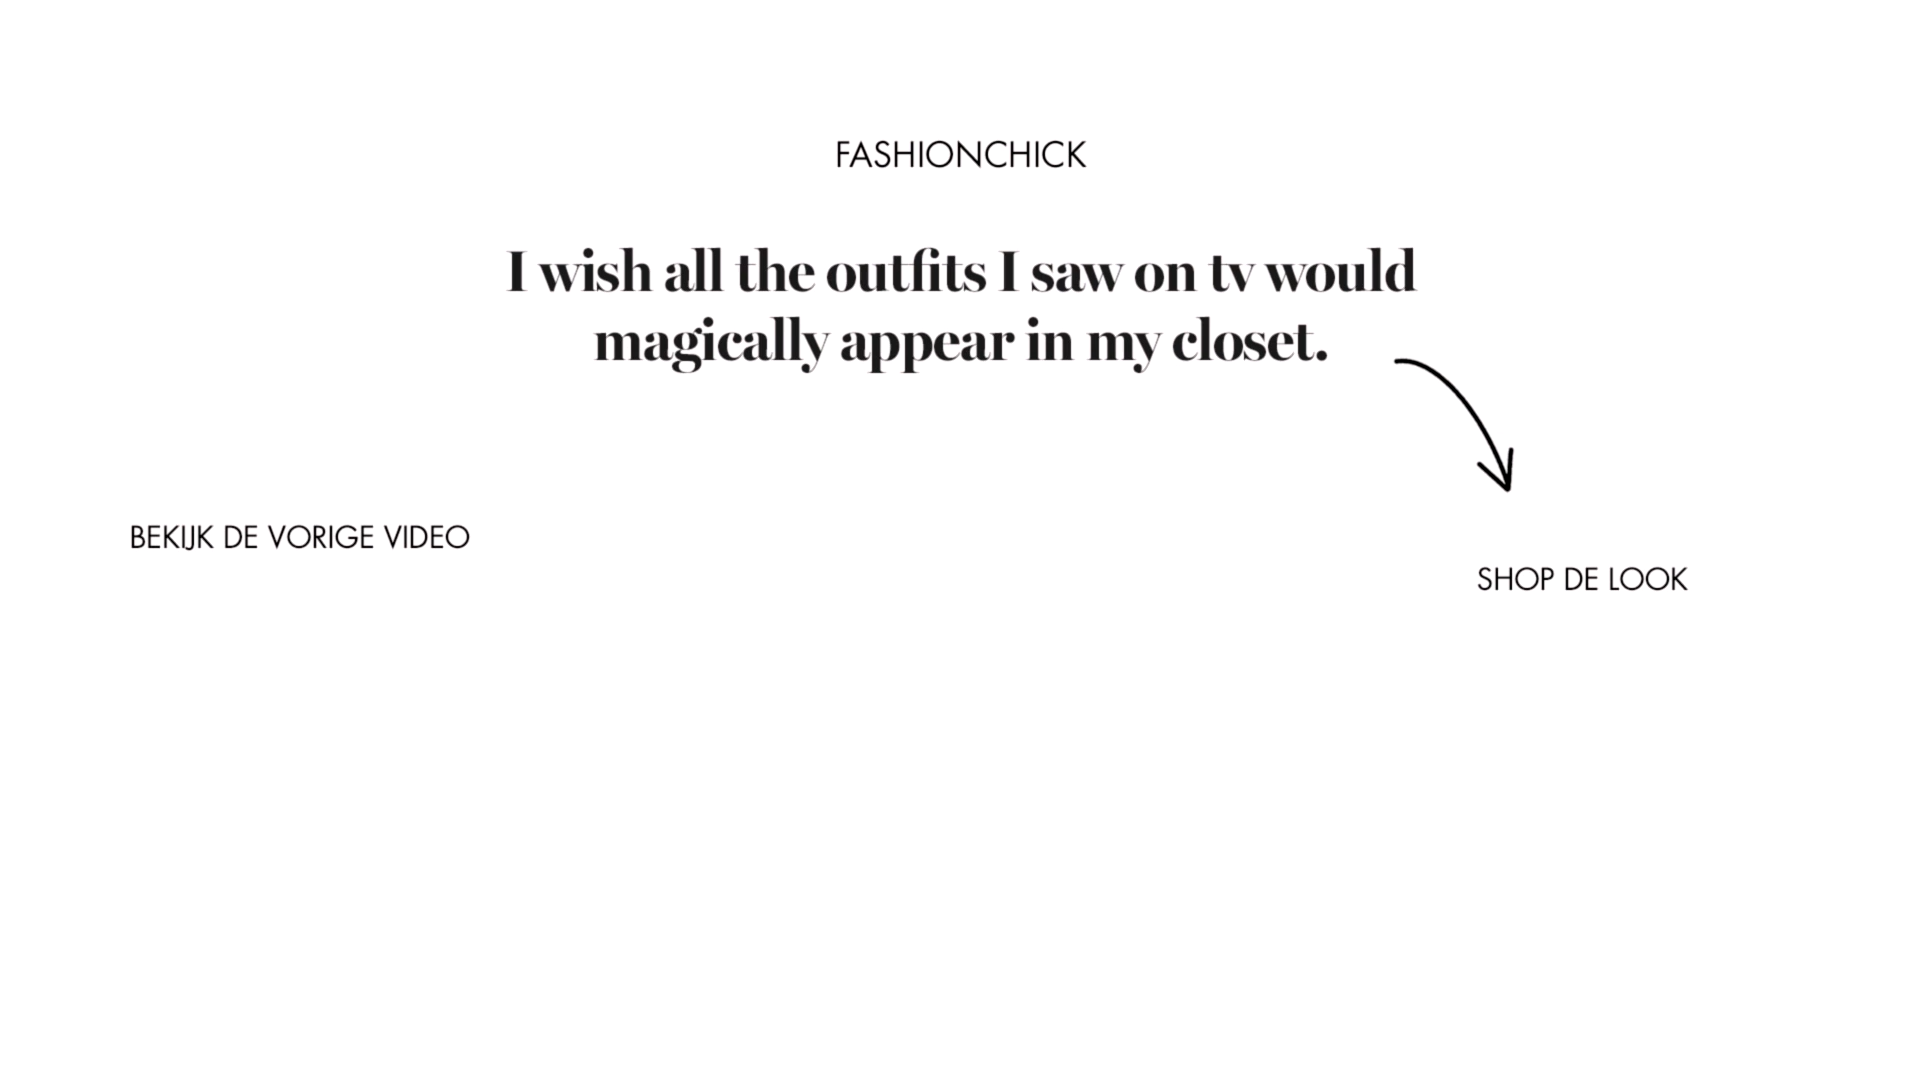 FASHIONCHICK
I wish all the outfits I saw on tv would
magically appear in my closet.
BEKIJK DE VORIGE VIDEO
SHOP DE LOOK